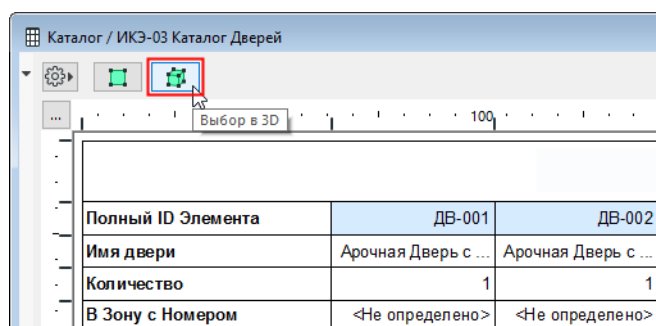 Каталог / ИКЭ-03 Каталог Дверей
...
100
Выбор в 3D
Полный ID Элемента ДВ-001 ДВ-002
Имя двери Арочная Дверь с ... Арочная Дверь с ...
Количество 1 1
В Зону с Номером <Не определено> <Не определено>